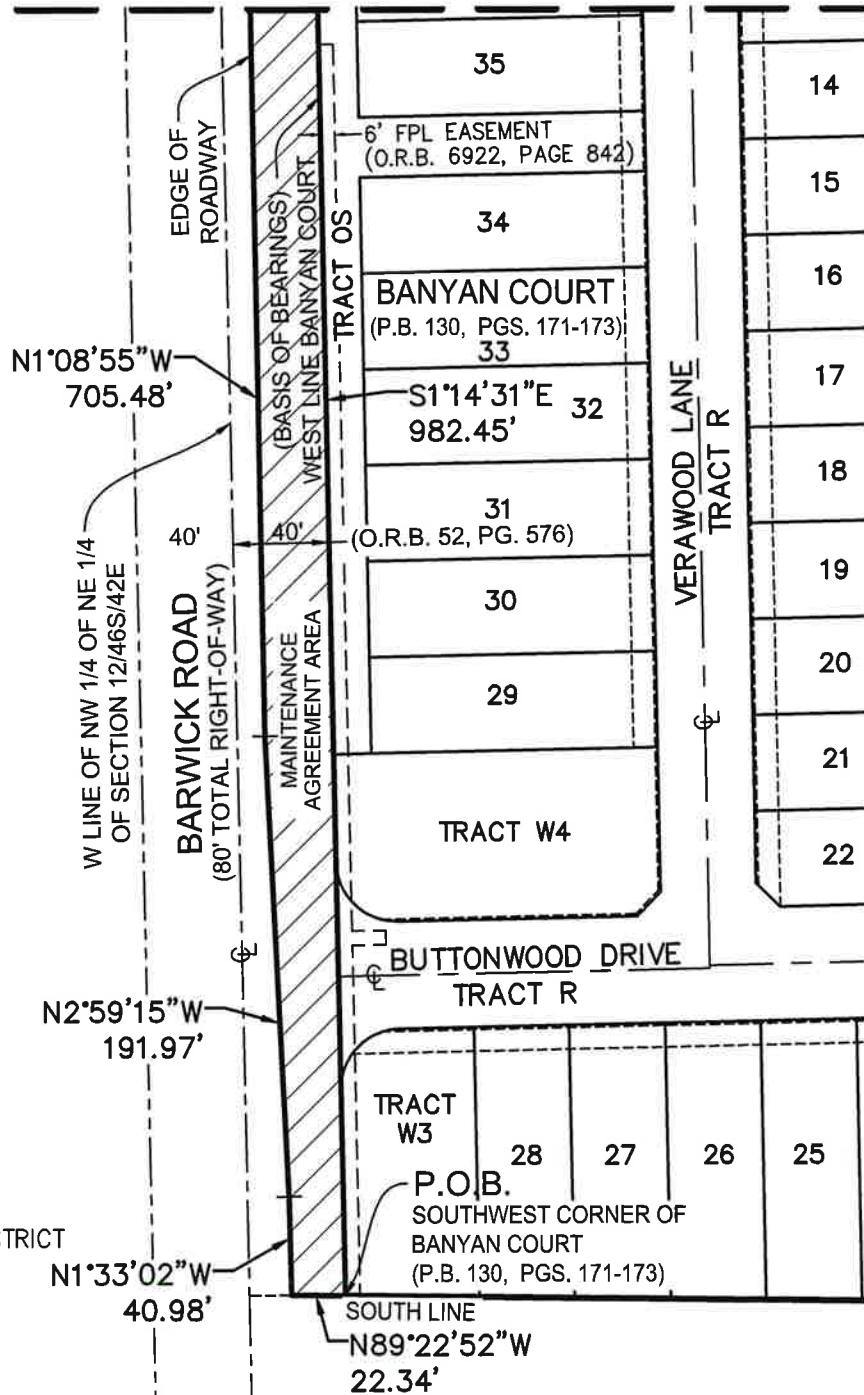 35
14
EDGE OF
ROADWAY
6' FPL EASEMENT
(O.R.B. 6922, PAGE 842)
15
34
(BASIS OF BEARINGS)
WEST LINE BANYAN COURT
TRACT OS
16
BANYAN COURT
(P.B. 130, PGS. 171-173)
33
N1°08'55"W
705.48'
17
S1°14'31"E
982.45'
32
VERAWOOD LANE
TRACT R
18
31
40'
40'
(O.R.B. 52, PG. 576)
W LINE OF NW 1/4 OF NE 1/4
OF SECTION 12/46S/42E
BARWICK ROAD
(80' TOTAL RIGHT-OF-WAY)
19
30
MAINTENANCE
AGREEMENT AREA
20
29
CL
21
TRACT W4
22
CL
CL
BUTTONWOOD DRIVE
TRACT R
N2°59'15"W
191.97'
TRACT
W3
28
27
26
25
P.O.B.
SOUTHWEST CORNER OF
BANYAN COURT
(P.B. 130, PGS. 171-173)
TRICT
N1°33'02"W
40.98'
SOUTH LINE
N89°22'52"W
22.34'